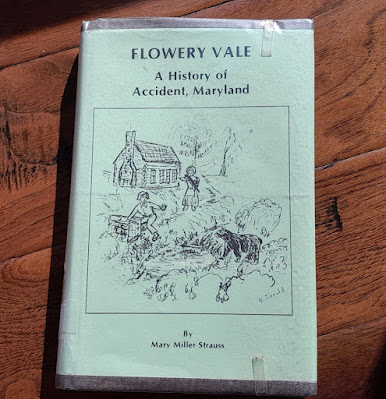 FLOWERY VALE
A History of
Accident, Maryland
By
Mary Miller Strauss